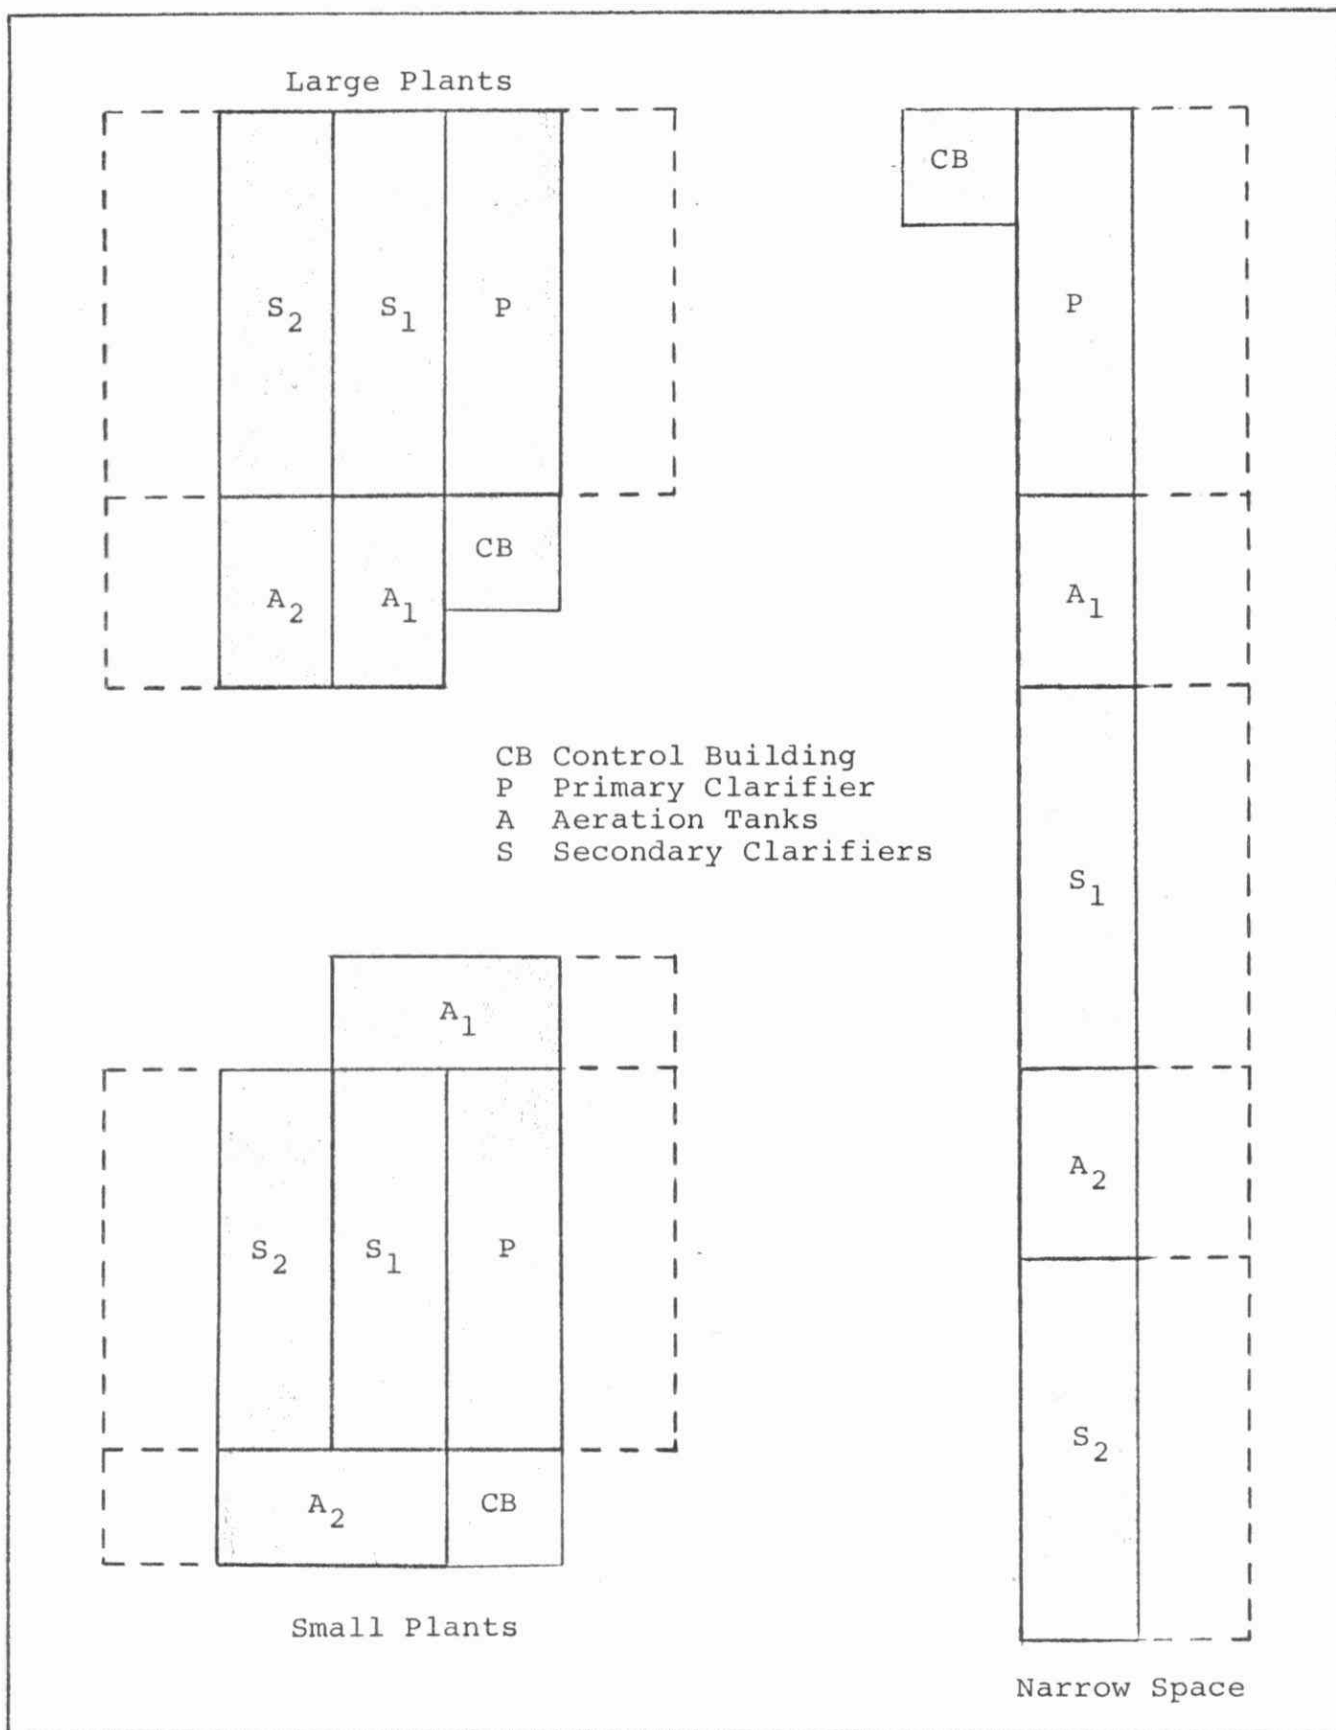 Large Plants
S2 S1 P
CB
A2 A1
CB
P
A1
S1
A2
S2
Narrow Space
CB Control Building
P Primary Clarifier
A Aeration Tanks
S Secondary Clarifiers
A1
S2 S1 P
A2 CB
Small Plants